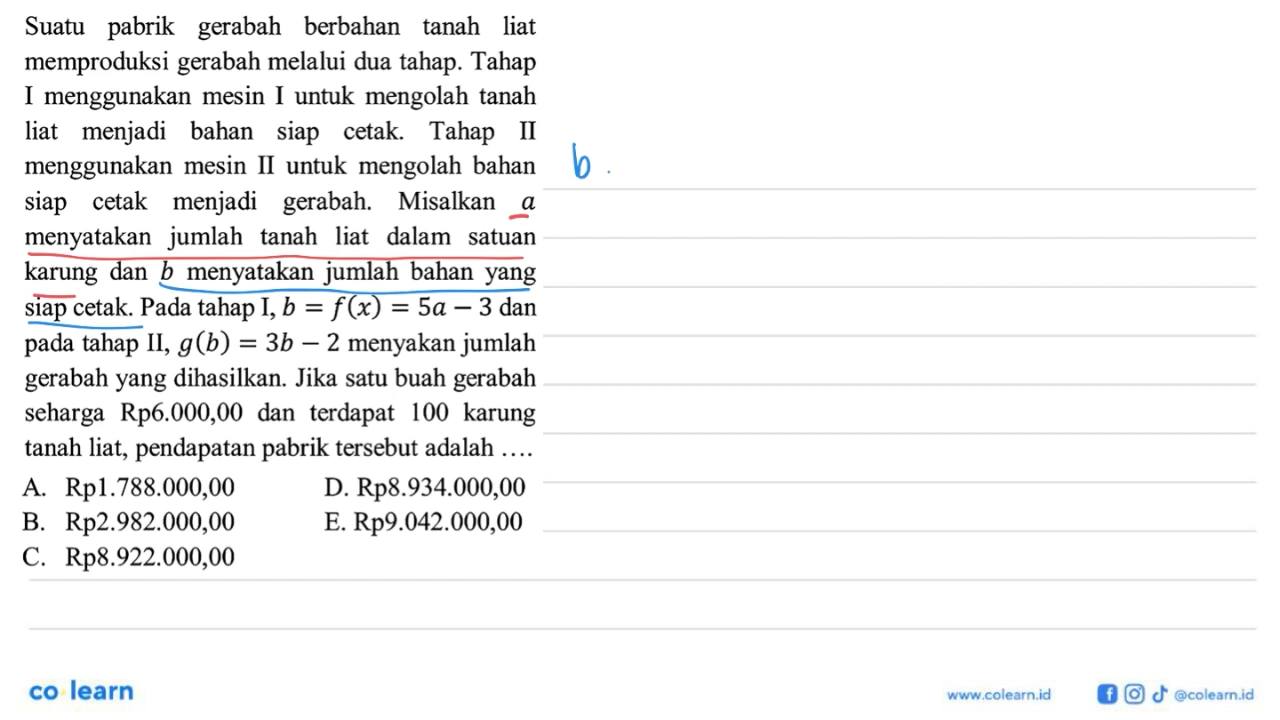 Suatu pabrik gerabah berbahan tanah liat
memproduksi gerabah melalui dua tahap. Tahap
I menggunakan mesin I untuk mengolah tanah
liat menjadi bahan siap cetak. Tahap II
menggunakan mesin II untuk mengolah bahan
siap cetak menjadi gerabah. Misalkan a
menyatakan jumlah tanah liat dalam satuan
karung dan b menyatakan jumlah bahan yang
siap cetak. Pada tahap I, b = f(x) = 5a − 3 dan
pada tahap II, g(b) = 3b − 2 menyakan jumlah
gerabah yang dihasilkan. Jika satu buah gerabah
seharga Rp6.000,00 dan terdapat 100 karung
tanah liat, pendapatan pabrik tersebut adalah ….
A. Rp1.788.000,00
B. Rp2.982.000,00
C. Rp8.922.000,00
D. Rp8.934.000,00
E. Rp9.042.000,00
b .
co learn
www.colearn.id
@colearn.id